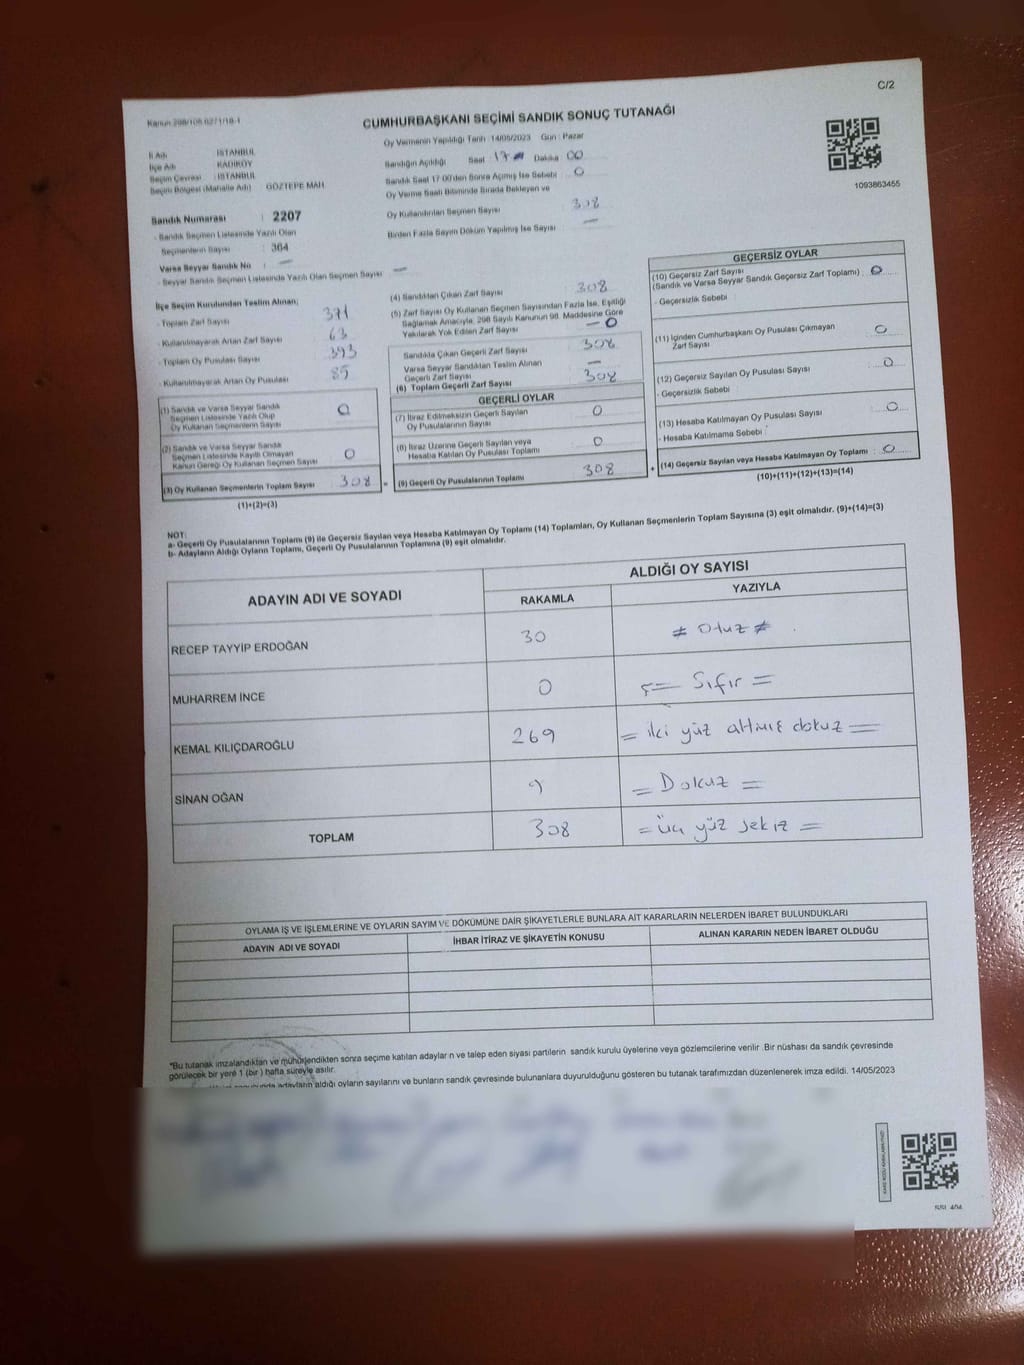 C/2
Kanun 298/105
CUMHURBAŞKANI SEÇİMİ SANDIK SONUÇ TUTANAĞI
İl Adı : İSTANBUL
İlçe Adı : KADIKÖY
Seçim Çevresi : İSTANBUL
Seçim Bölgesi (Mahalle Adı) : GÖZTEPE MAH.
Oy Vermenin Yapıldığı Tarih : 14/05/2023 Gün : Pazar
Sandığın Açıldığı Saat : 17 Dakika : 00
Sandık Saat 17:00'den Sonra Açılmış İse Sebebi : 0
Oy Verme Saati Bitiminde Sırada Bekleyen ve
Oy Kullandırılan Seçmen Sayısı : 308
Birden Fazla Sayım Döküm Yapılmış İse Sayısı : —
1093863455
Sandık Numarası : 2207
- Sandık Seçmen Listesinde Yazılı Olan
Seçmenlerin Sayısı : 364
Varsa Seyyar Sandık No : —
- Seyyar Sandık Seçmen Listesinde Yazılı Olan Seçmen Sayısı : —
İlçe Seçim Kurulundan Teslim Alınan;
- Toplam Zarf Sayısı : 371
- Kullanılmayarak Artan Zarf Sayısı : 63
- Toplam Oy Pusulası Sayısı : 393
- Kullanılmayarak Artan Oy Pusulası : 85
(1) Sandık ve Varsa Seyyar Sandık
Seçmen Listesinde Yazılı Olup
Oy Kullanan Seçmenlerin Sayısı : 0
(2) Sandık ve Varsa Seyyar Sandık
Seçmen Listesinde Kayıtlı Olmayan
Kanun Gereği Oy Kullanan Seçmen Sayısı : 0
(3) Oy Kullanan Seçmenlerin Toplam Sayısı : 308 =
(1)+(2)=(3)
(4) Sandıktan Çıkan Zarf Sayısı : 308
(5) Zarf Sayısı Oy Kullanan Seçmen Sayısından Fazla İse, Eşitliği
Sağlamak Amacıyla, 298 Sayılı Kanunun 98. Maddesine Göre
Yakılarak Yok Edilen Zarf Sayısı : — 0
Sandıkta Çıkan Geçerli Zarf Sayısı : 308
Varsa Seyyar Sandıktan Teslim Alınan
Geçerli Zarf Sayısı : —
(6) Toplam Geçerli Zarf Sayısı : 308
GEÇERLİ OYLAR
(7) İtiraz Edilmeksizin Geçerli Sayılan
Oy Pusulalarının Sayısı : 0
(8) İtiraz Üzerine Geçerli Sayılan veya
Hesaba Katılan Oy Pusulası Toplamı : 0
(9) Geçerli Oy Pusulalarının Toplamı : 308 +
GEÇERSİZ OYLAR
(10) Geçersiz Zarf Sayısı
(Sandık ve Varsa Seyyar Sandık Geçersiz Zarf Toplamı) : 0
- Geçersizlik Sebebi :
(11) İçinden Cumhurbaşkanı Oy Pusulası Çıkmayan
Zarf Sayısı : 0
(12) Geçersiz Sayılan Oy Pusulası Sayısı : 0
- Geçersizlik Sebebi :
(13) Hesaba Katılmayan Oy Pusulası Sayısı : 0
- Hesaba Katılmama Sebebi :
(14) Geçersiz Sayılan veya Hesaba Katılmayan Oy Toplamı : 0
(10)+(11)+(12)+(13)=(14)
NOT:
a- Geçerli Oy Pusulalarının Toplamı (9) ile Geçersiz Sayılan veya Hesaba Katılmayan Oy Toplamı (14) Toplamları, Oy Kullanan Seçmenlerin Toplam Sayısına (3) eşit olmalıdır. (9)+(14)=(3)
b- Adayların Aldığı Oyların Toplamı, Geçerli Oy Pusulalarının Toplamına (9) eşit olmalıdır.
ADAYIN ADI VE SOYADI
ALDIĞI OY SAYISI
RAKAMLA YAZIYLA
RECEP TAYYİP ERDOĞAN 30 ≠ Otuz ≠
MUHARREM İNCE 0 = Sıfır =
KEMAL KILIÇDAROĞLU 269 = iki yüz altmış dokuz =
SİNAN OĞAN 9 = Dokuz =
TOPLAM 308 = Üç yüz sekiz =
OYLAMA İŞ VE İŞLEMLERİNE VE OYLARIN SAYIM VE DÖKÜMÜNE DAİR ŞİKAYETLERLE BUNLARA AİT KARARLARIN NELERDEN İBARET BULUNDUKLARI
ADAYIN ADI VE SOYADI İHBAR İTİRAZ VE ŞİKAYETİN KONUSU ALINAN KARARIN NEDEN İBARET OLDUĞU
*Bu tutanak imzalandıktan ve mühürlendikten sonra seçime katılan adayların ve talep eden siyasi partilerin sandık kurulu üyelerine veya gözlemcilerine verilir .Bir nüshası da sandık çevresinde
görülecek bir yere 1 (bir) hafta süreyle asılır.
adayların aldığı oyların sayılarını ve bunların sandık çevresinde bulunanlara duyurulduğunu gösteren bu tutanak tarafımızdan düzenlenerek imza edildi. 14/05/2023